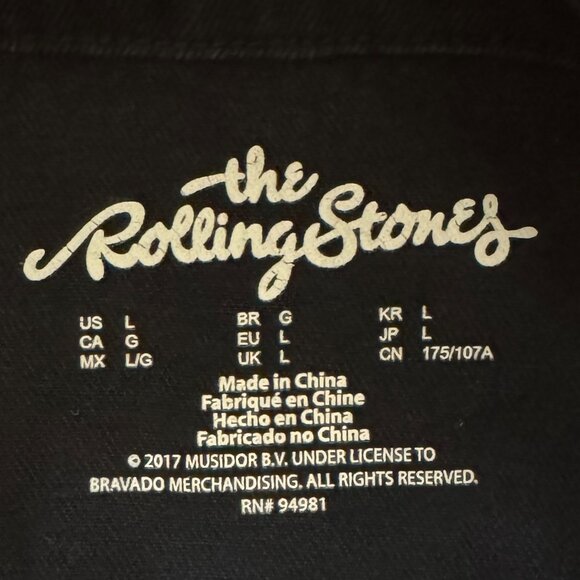 the
Rolling Stones
US L BR G KR L
CA G EU L JP L
MX L/G UK L CN 175/107A
Made in China
Fabriqué en Chine
Hecho en China
Fabricado no China
© 2017 MUSIDOR B.V. UNDER LICENSE TO
BRAVADO MERCHANDISING. ALL RIGHTS RESERVED.
RN# 94981